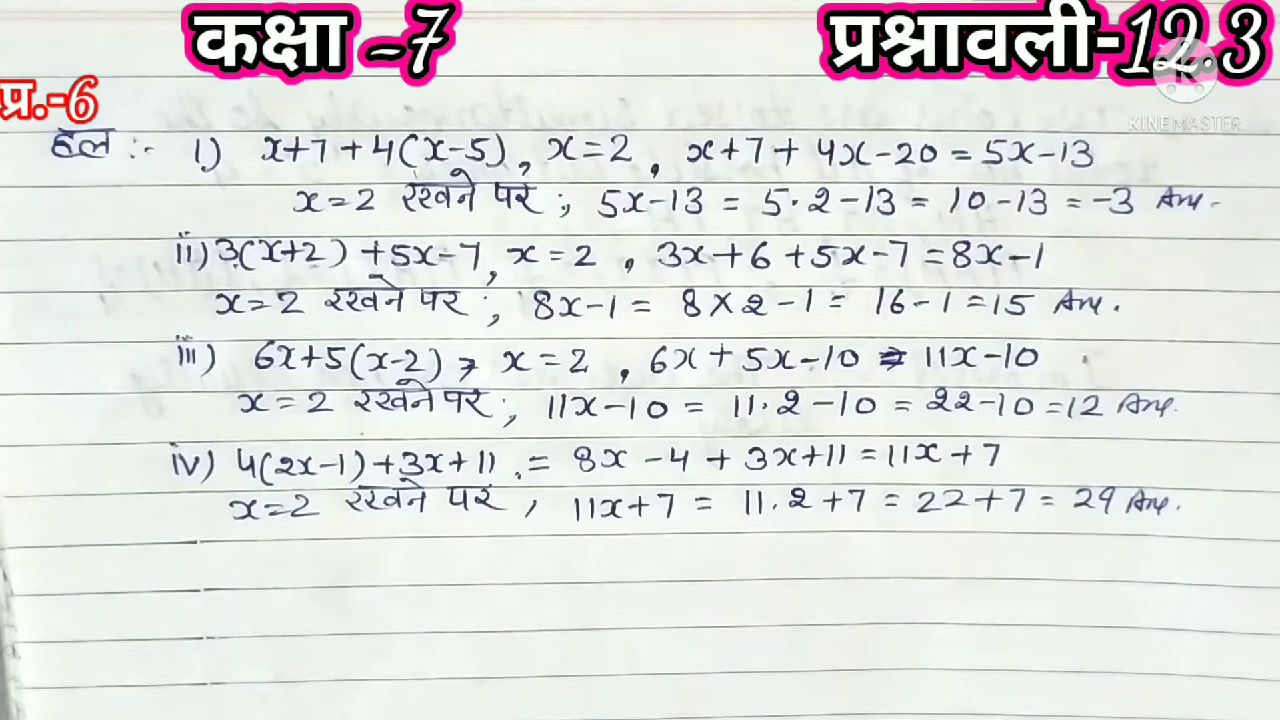 कक्षा -7 प्रश्नावली-12.3
प्र.-6
KINEMASTER
हल :- i) x+7+4(x-5), x=2, x+7+4x-20=5x-13
x=2 रखने पर; 5x-13 = 5·2-13 = 10-13 = -3 Ans.
ii) 3(x+2)+5x-7, x=2, 3x+6+5x-7=8x-1
x=2 रखने पर; 8x-1 = 8×2-1 = 16-1 =15 Ans.
iii) 6x+5(x-2), x=2, 6x+5x-10 = 11x-10
x=2 रखने पर; 11x-10 = 11·2-10 = 22-10 =12 Ans.
iv) 4(2x-1)+3x+11 = 8x-4+3x+11=11x+7
x=2 रखने पर, 11x+7 = 11.2+7 = 22+7 = 29 Ans.